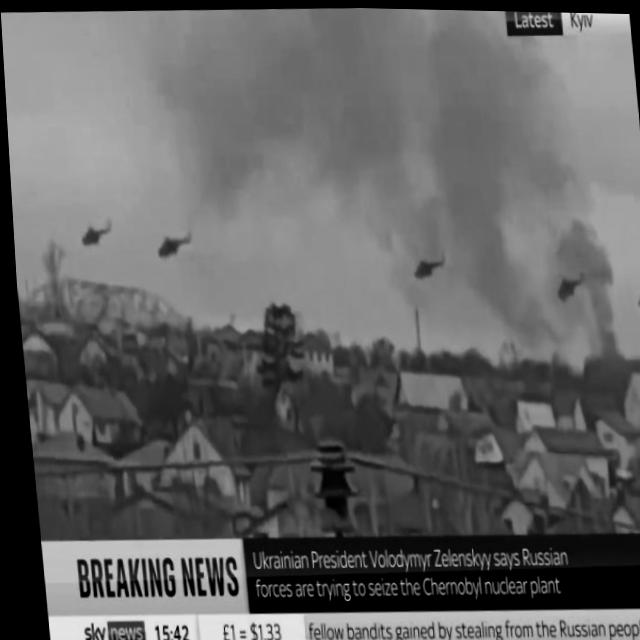 Latest Kyiv
BREAKING NEWS
Ukrainian President Volodymyr Zelenskyy says Russian
forces are trying to seize the Chernobyl nuclear plant
sky news 15:42 £1 = $1.33 fellow bandits gained by stealing from the Russian peop